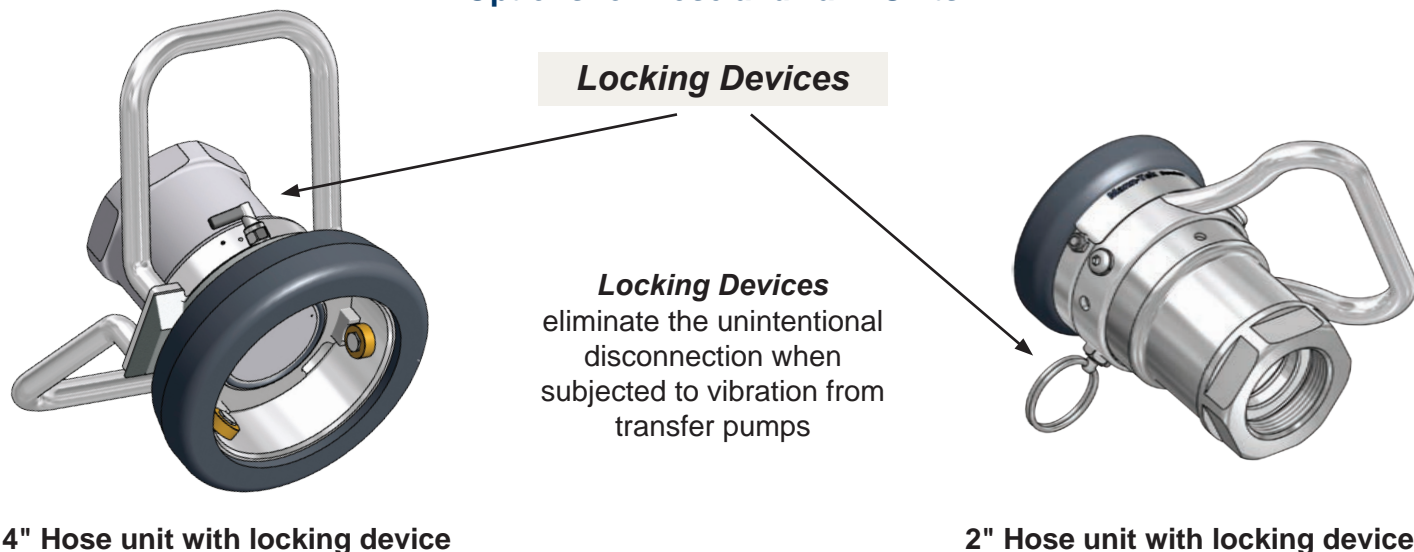 Locking Devices
Locking Devices
eliminate the unintentional
disconnection when
subjected to vibration from
transfer pumps
4" Hose unit with locking device
2" Hose unit with locking device